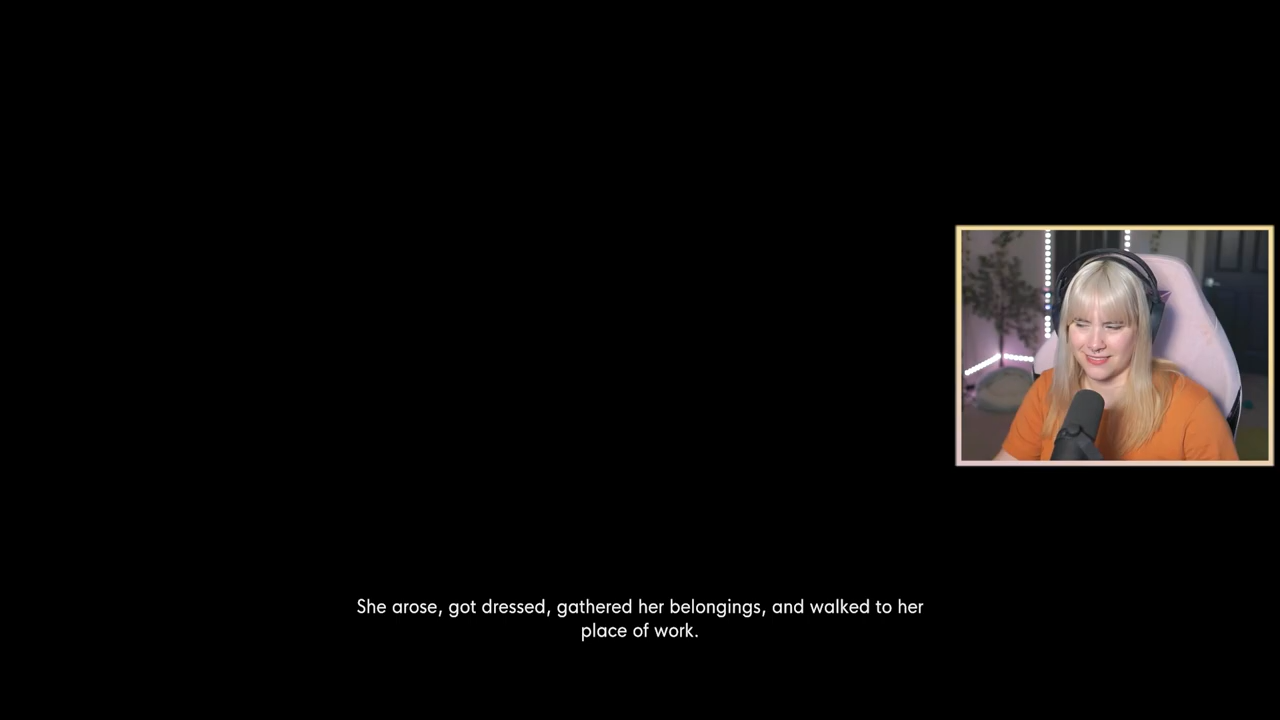 She arose, got dressed, gathered her belongings, and walked to her
place of work.